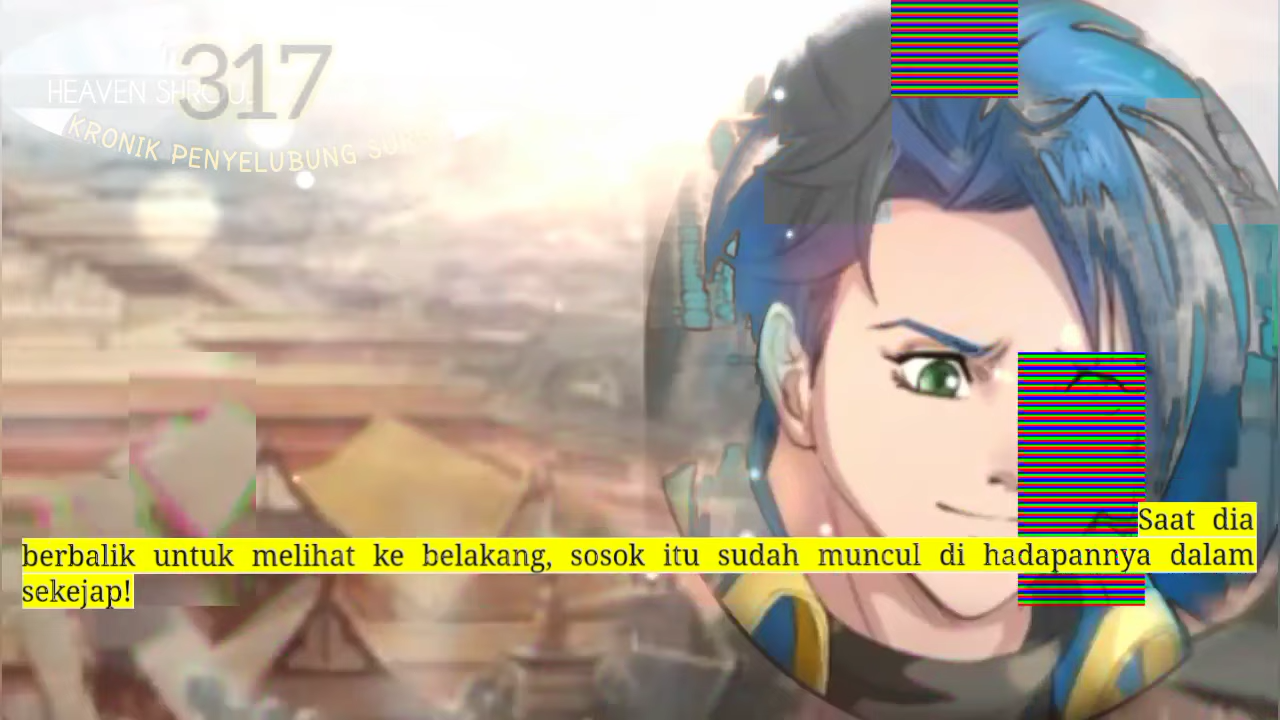 317
HEAVEN
KRONIK PENYELUBUNG
Saat dia
berbalik untuk melihat ke belakang, sosok itu sudah muncul di hadapannya dalam
sekejap!